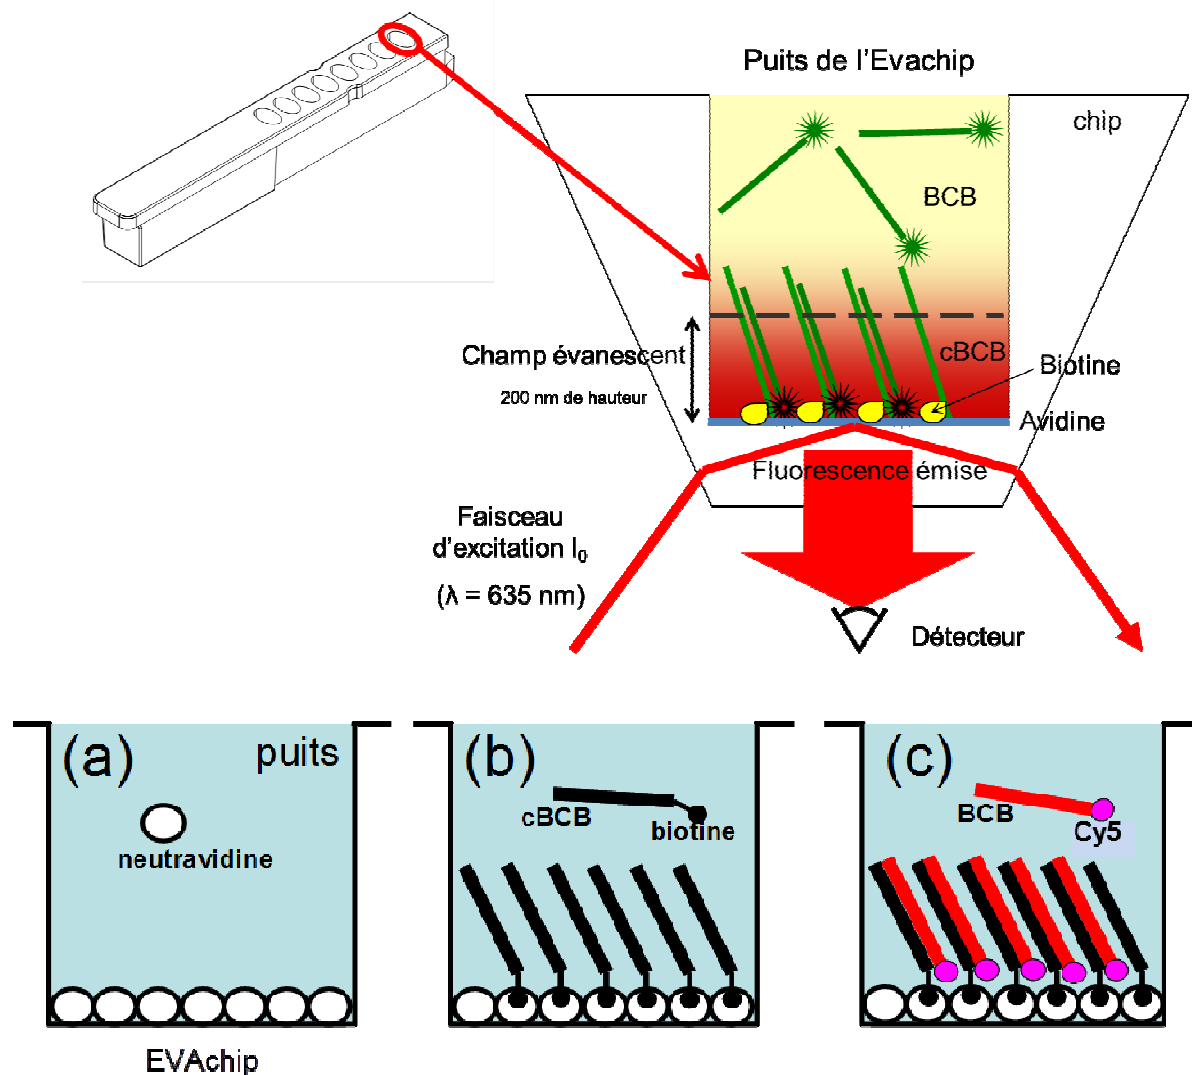 Puits de l'Evachip
chip
BCB
cBCB
Champ évanescent
200 nm de hauteur
Biotine
Avidine
Fluorescence émise
Faisceau
d'excitation I0
(λ = 635 nm)
Détecteur
(a)
puits
neutravidine
EVAchip
(b)
cBCB
biotine
(c)
BCB
Cy5